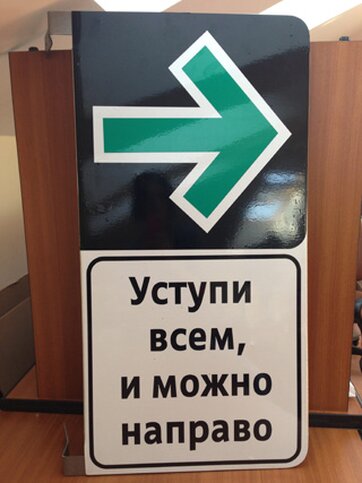 Уступи
всем,
и можно
направо